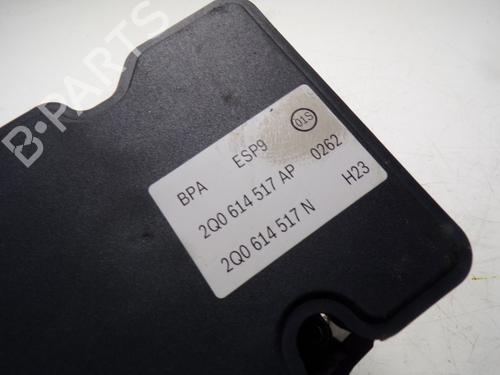 B-PARTS
BPA ESP9 01S
2Q0 614 517 AP 0262
2Q0 614 517 N H23